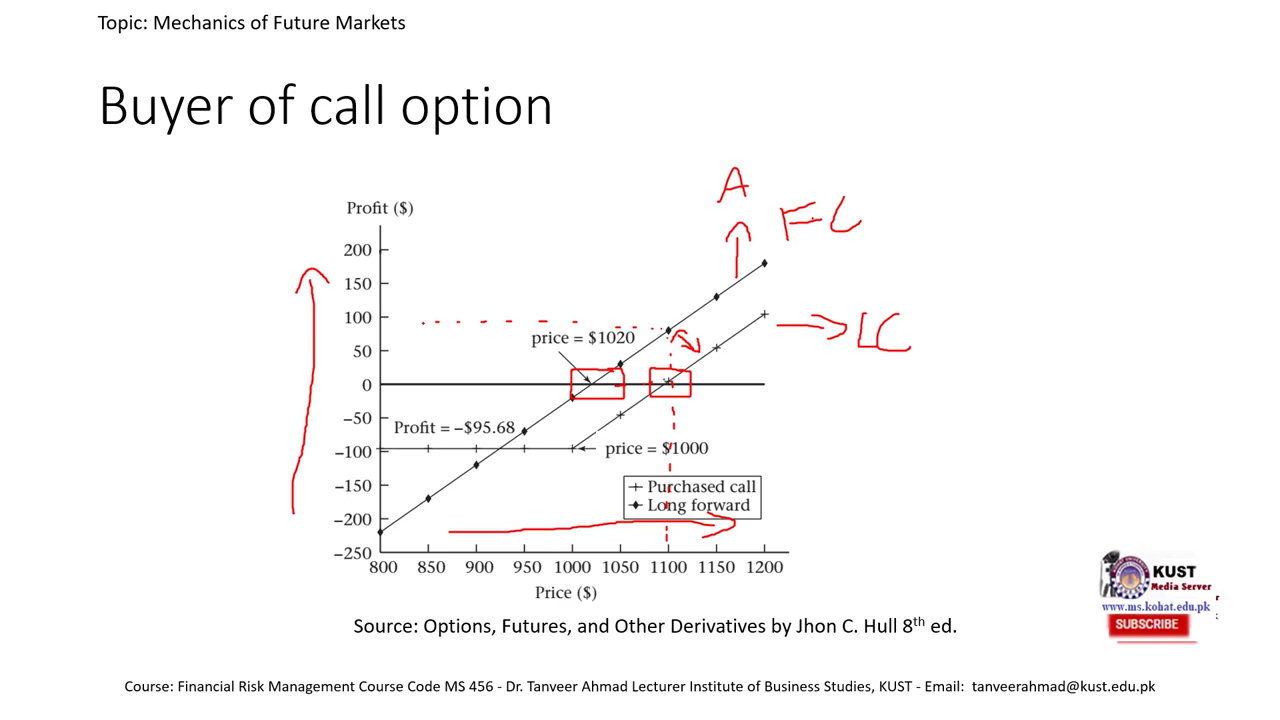 Topic: Mechanics of Future Markets
Buyer of call option
A
FC
Profit ($)
200
150
100
50
0
−50
−100
−150
−200
−250
price = $1020
LC
Profit = −$95.68
price = $1000
Purchased call
Long forward
800 850 900 950 1000 1050 1100 1150 1200
Price ($)
KUST
Media Server
www.ms.kohat.edu.pk
SUBSCRIBE
Source: Options, Futures, and Other Derivatives by Jhon C. Hull 8th ed.
Course: Financial Risk Management Course Code MS 456 - Dr. Tanveer Ahmad Lecturer Institute of Business Studies, KUST - Email: tanveerahmad@kust.edu.pk